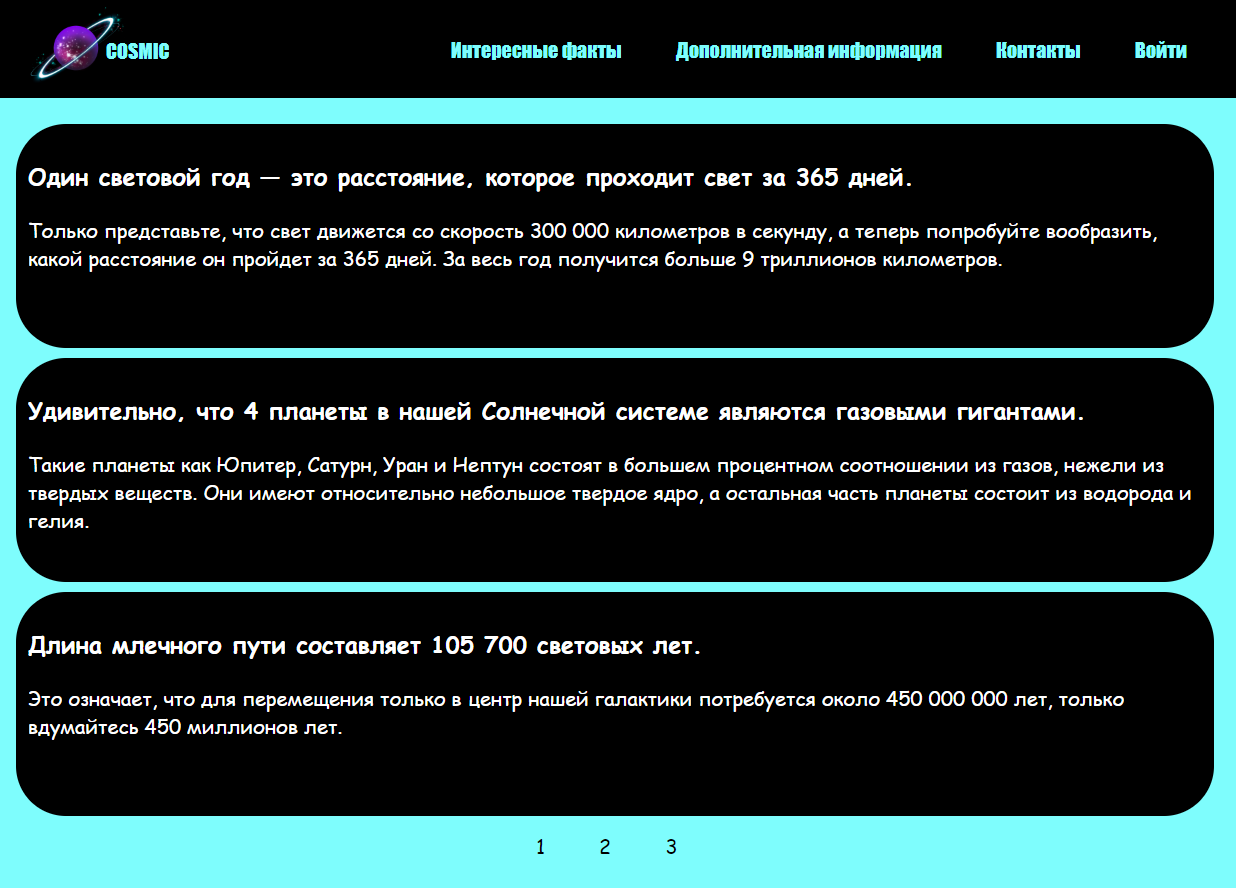 COSMIC
Интересные факты
Дополнительная информация
Контакты
Войти
Один световой год — это расстояние, которое проходит свет за 365 дней.
Только представьте, что свет движется со скорость 300 000 километров в секунду, а теперь попробуйте вообразить,
какой расстояние он пройдет за 365 дней. За весь год получится больше 9 триллионов километров.
Удивительно, что 4 планеты в нашей Солнечной системе являются газовыми гигантами.
Такие планеты как Юпитер, Сатурн, Уран и Нептун состоят в большем процентном соотношении из газов, нежели из
твердых веществ. Они имеют относительно небольшое твердое ядро, а остальная часть планеты состоит из водорода и
гелия.
Длина млечного пути составляет 105 700 световых лет.
Это означает, что для перемещения только в центр нашей галактики потребуется около 450 000 000 лет, только
вдумайтесь 450 миллионов лет.
1 2 3